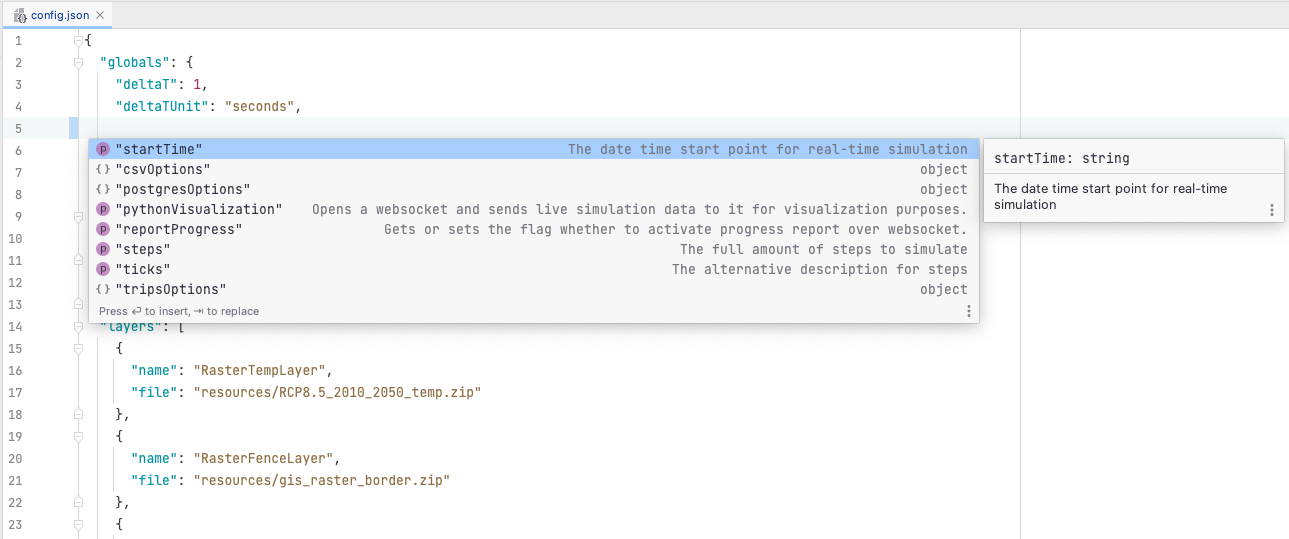 config.json
1 {
2 "globals": {
3 "deltaT": 1,
4 "deltaTUnit": "seconds",
5
6 p "startTime" The date time start point for real-time simulation
7 {} "csvOptions" object
8 {} "postgresOptions" object
9 p "pythonVisualization" Opens a websocket and sends live simulation data to it for visualization purposes.
10 p "reportProgress" Gets or sets the flag whether to activate progress report over websocket.
11 p "steps" The full amount of steps to simulate
12 p "ticks" The alternative description for steps
13 {} "tripsOptions" object
Press ↵ to insert, ⇥ to replace
startTime: string
The date time start point for real-time
simulation
14 "layers": [
15 {
16 "name": "RasterTempLayer",
17 "file": "resources/RCP8.5_2010_2050_temp.zip"
18 },
19 {
20 "name": "RasterFenceLayer",
21 "file": "resources/gis_raster_border.zip"
22 },
23 {